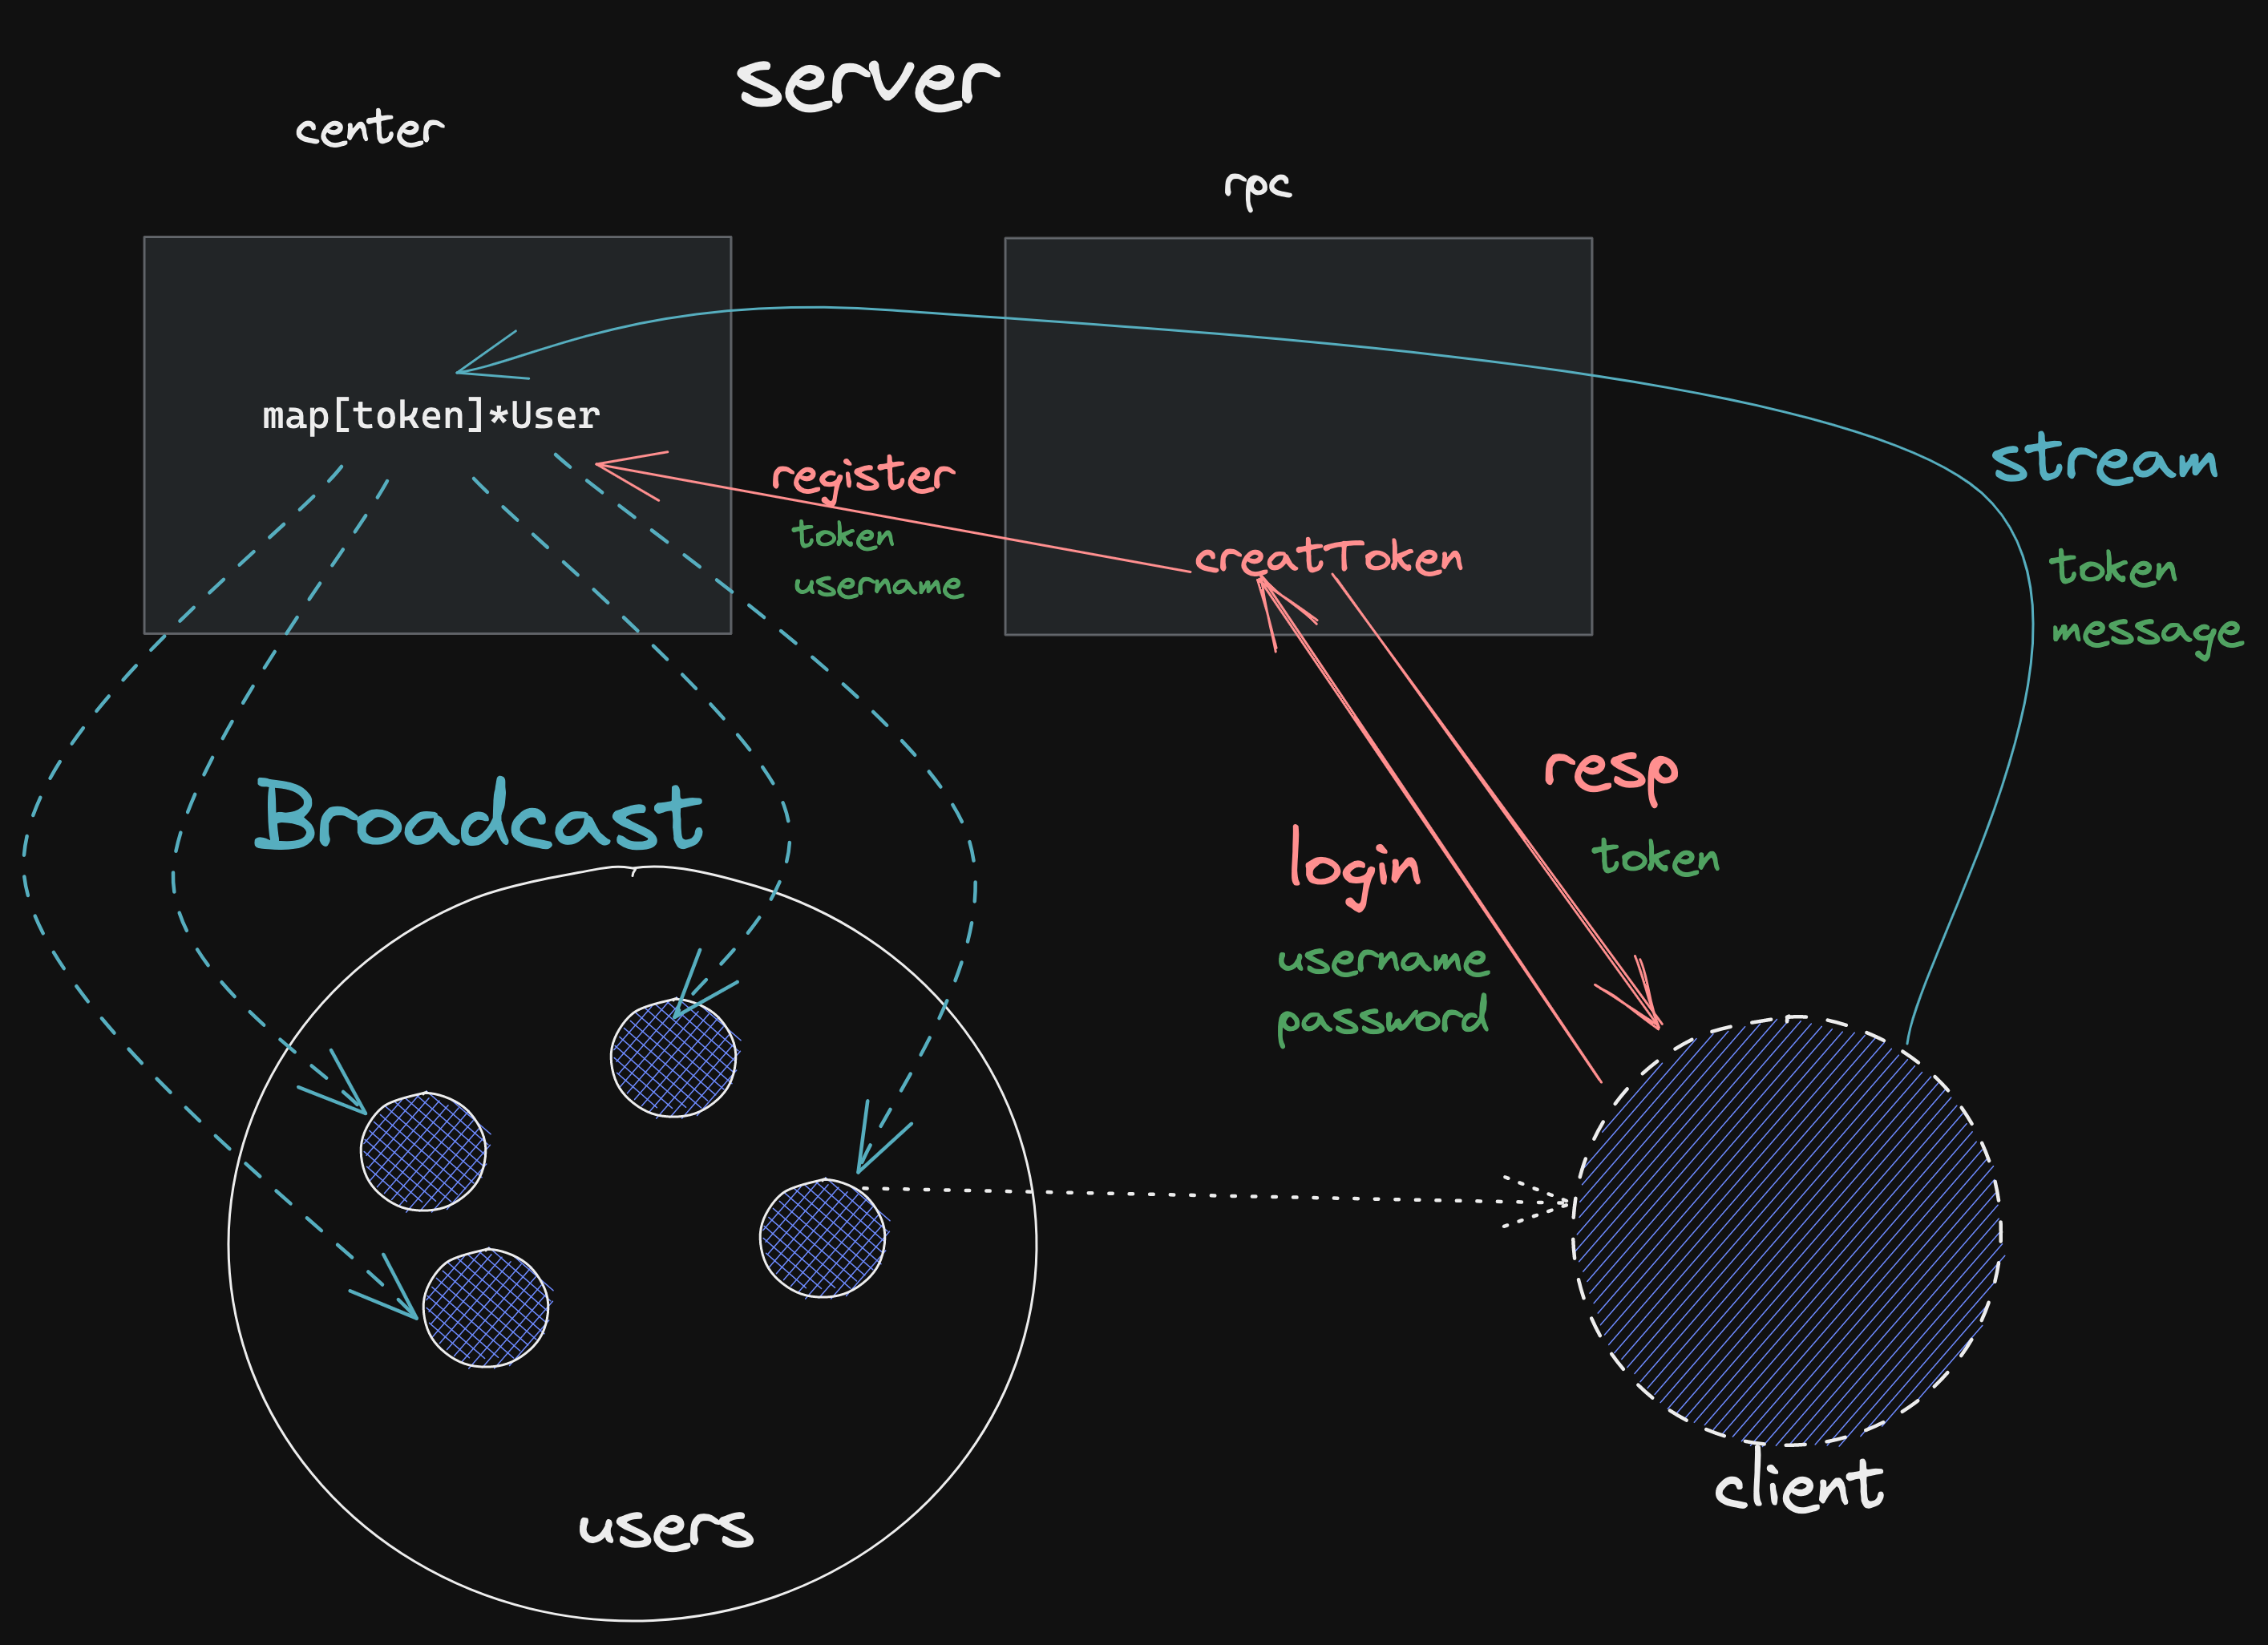 server
center
rpc
map[token]*User
register
token
username
creatToken
stream
token
message
Broadcast
resp
token
login
username
password
users
client